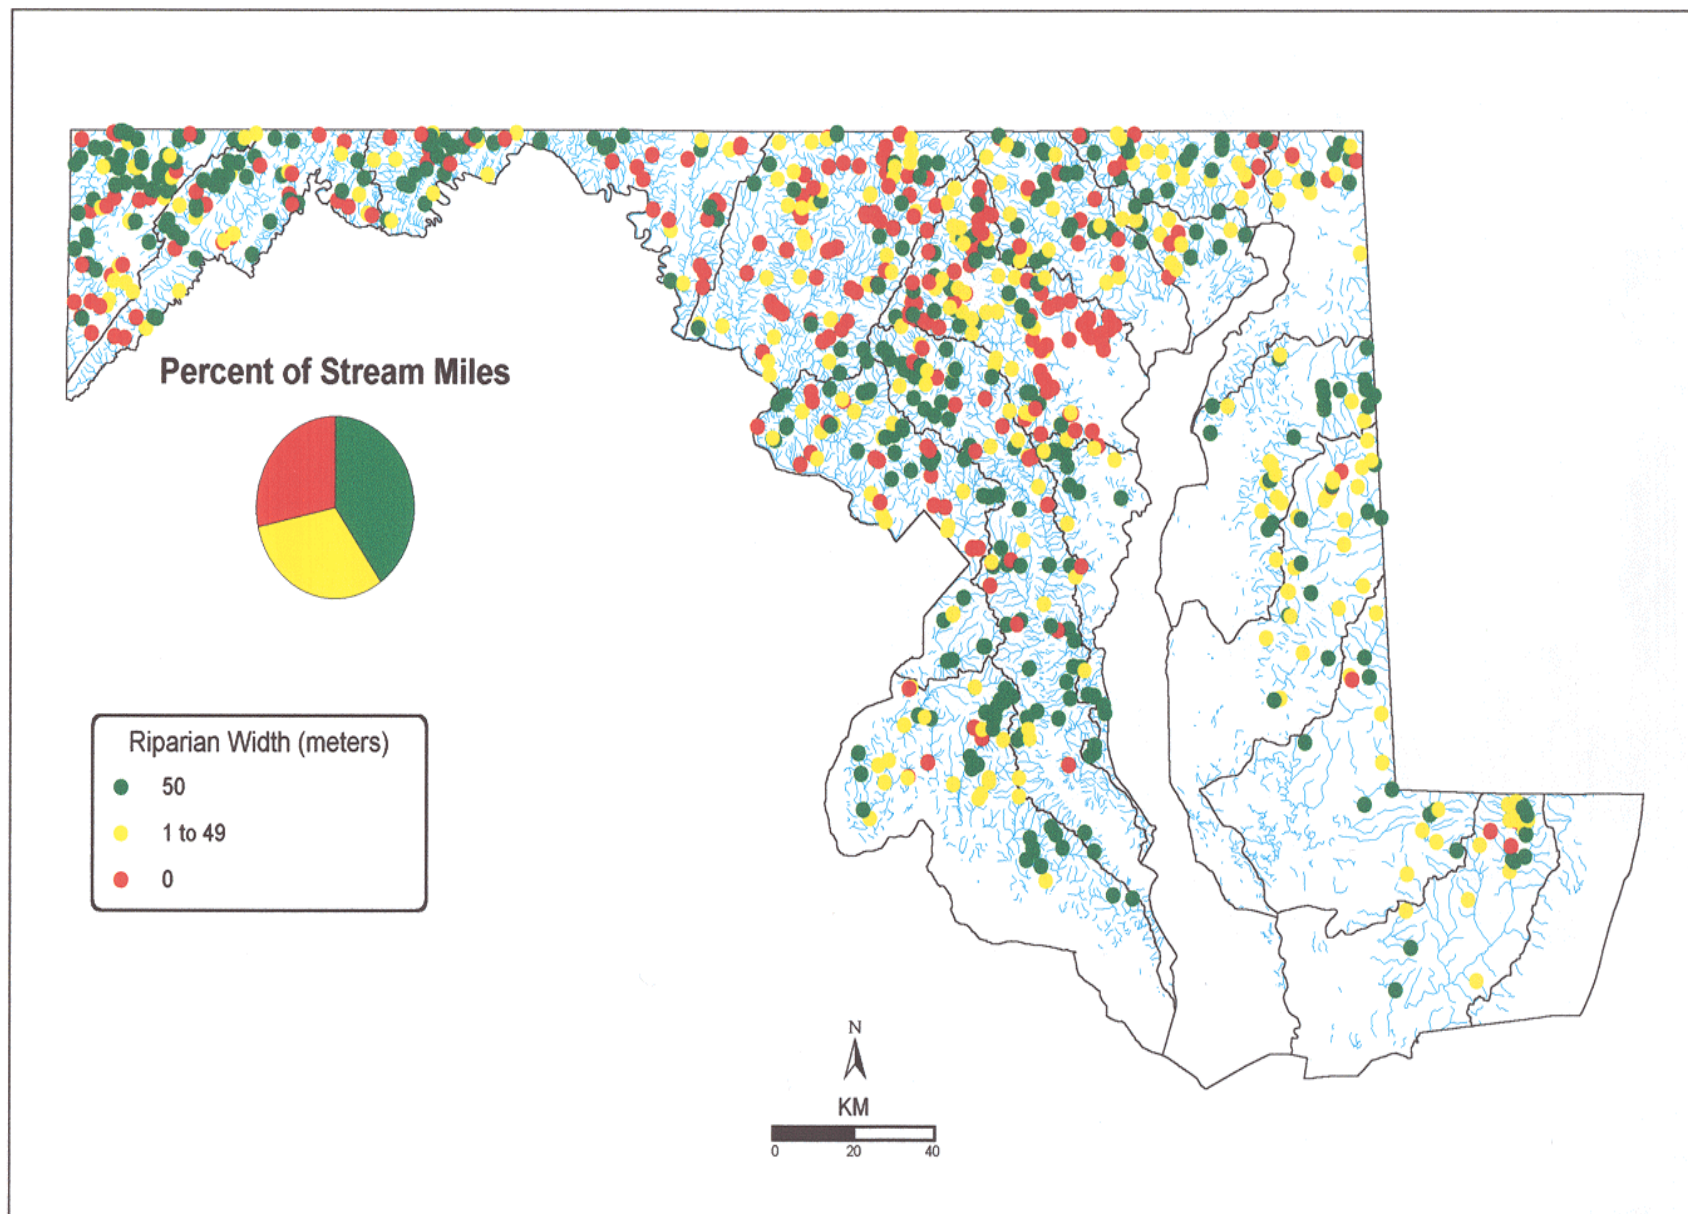 Percent of Stream Miles
Riparian Width (meters)
50
1 to 49
0
N
KM
0 20 40